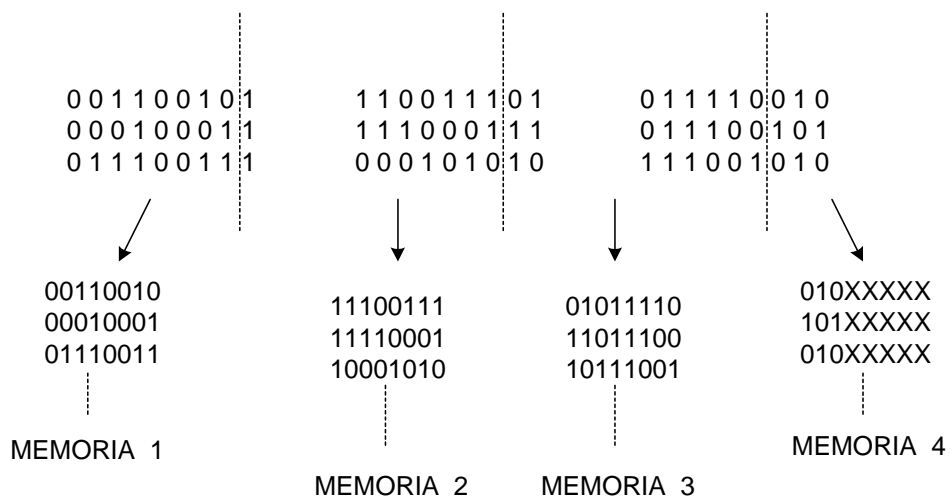 0 0 1 1 0 0 1 0 1 1 1 0 0 1 1 1 0 1 0 1 1 1 1 0 0 1 0
0 0 0 1 0 0 0 1 1 1 1 1 0 0 0 1 1 1 0 1 1 1 0 0 1 0 1
0 1 1 1 0 0 1 1 1 0 0 0 1 0 1 0 1 0 1 1 1 0 0 1 0 1 0
00110010 11100111 01011110 010XXXXX
00010001 11110001 11011100 101XXXXX
01110011 10001010 10111001 010XXXXX
MEMORIA 1 MEMORIA 4
MEMORIA 2 MEMORIA 3